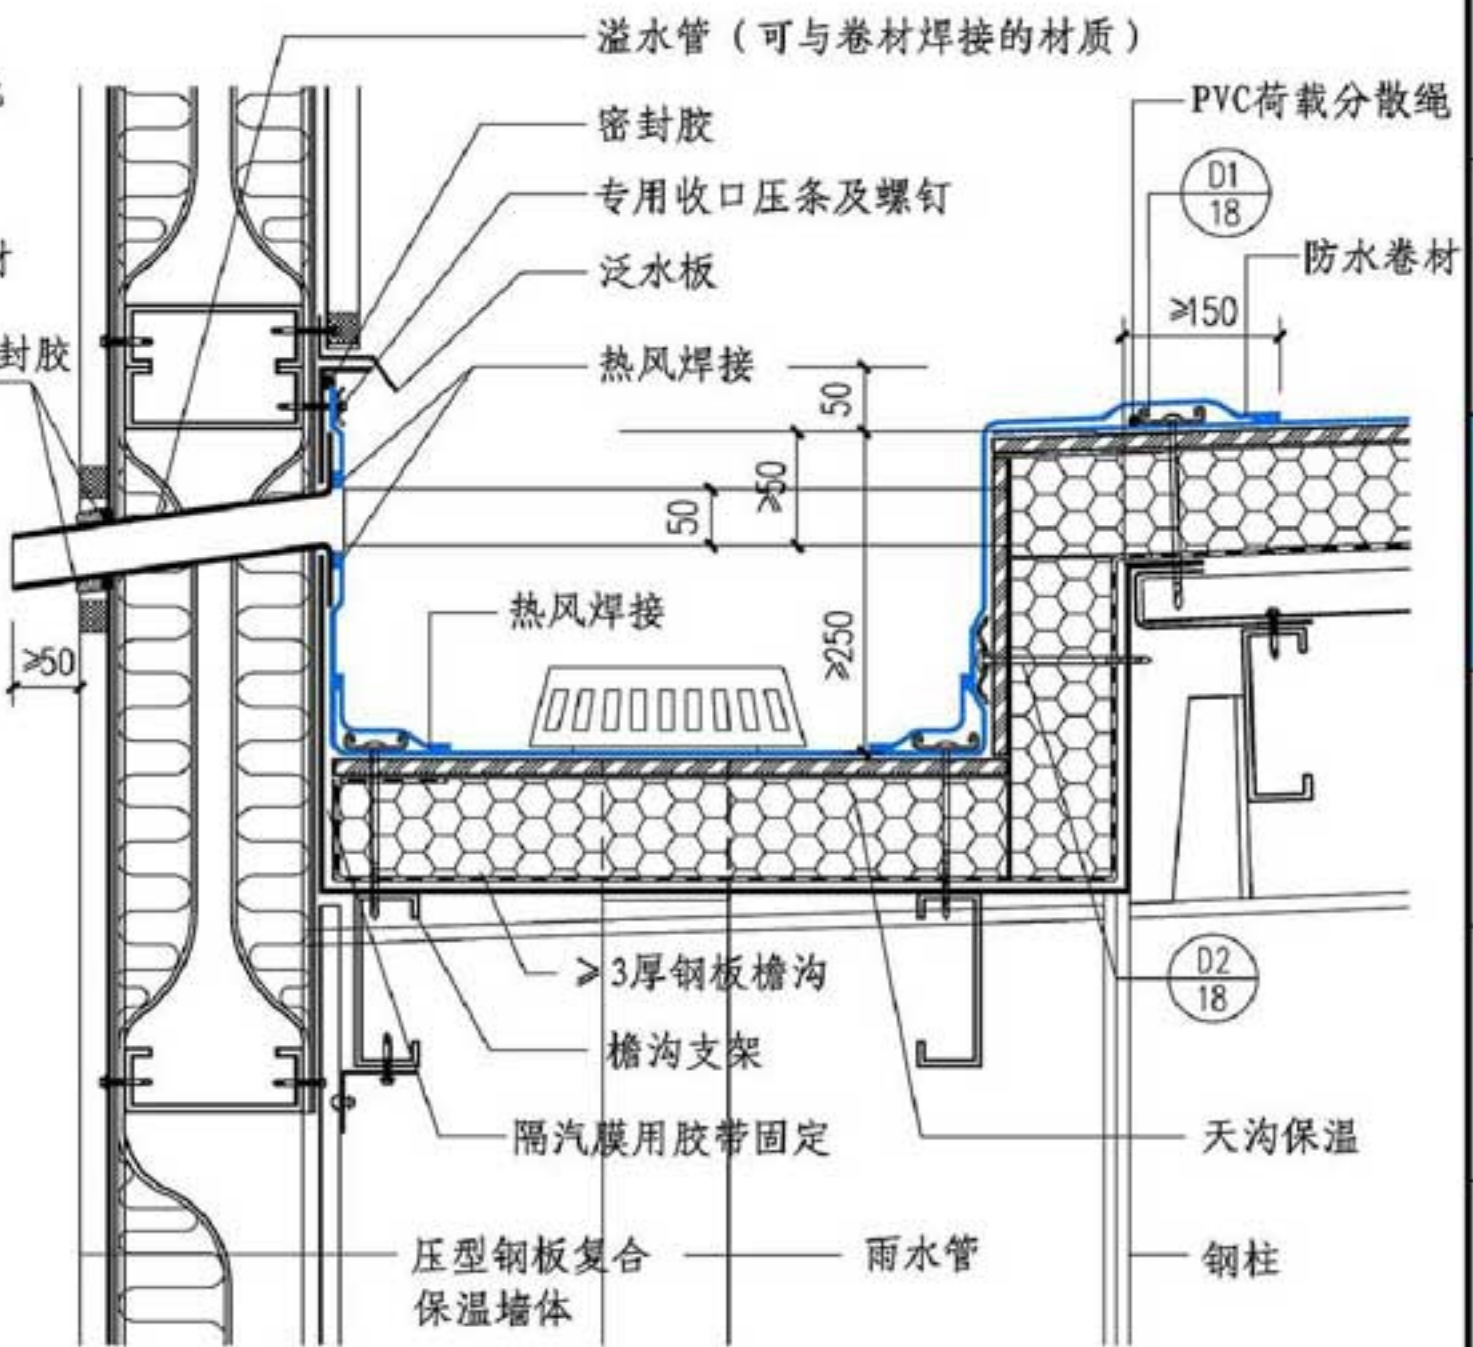 溢水管（可与卷材焊接的材质）
PVC荷载分散绳
密封胶
D1
18
专用收口压条及螺钉
防水卷材
泛水板
≥150
封胶
热风焊接
50
≥50
50
热风焊接
≥250
≥50
≥3厚钢板檐沟
D2
18
檐沟支架
隔汽膜用胶带固定
天沟保温
压型钢板复合
保温墙体
雨水管
钢柱